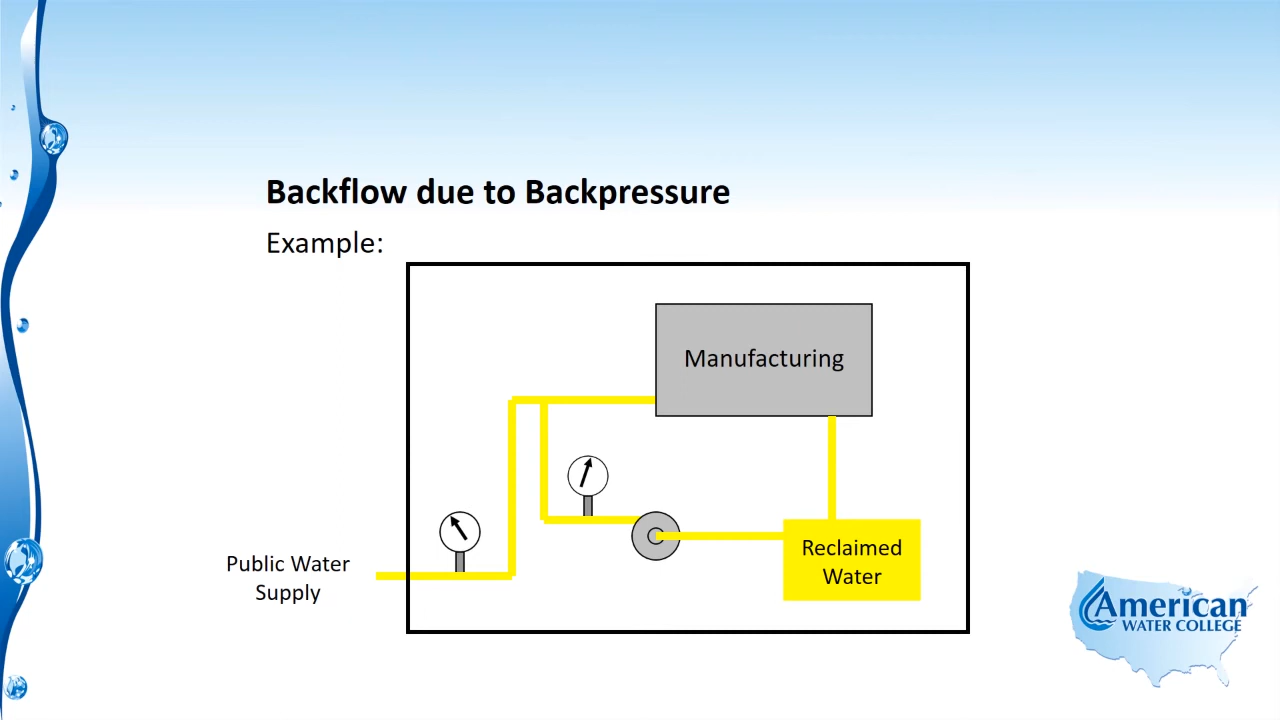 Backflow due to Backpressure
Example:
Manufacturing
Public Water
Supply
Reclaimed
Water
American
WATER COLLEGE